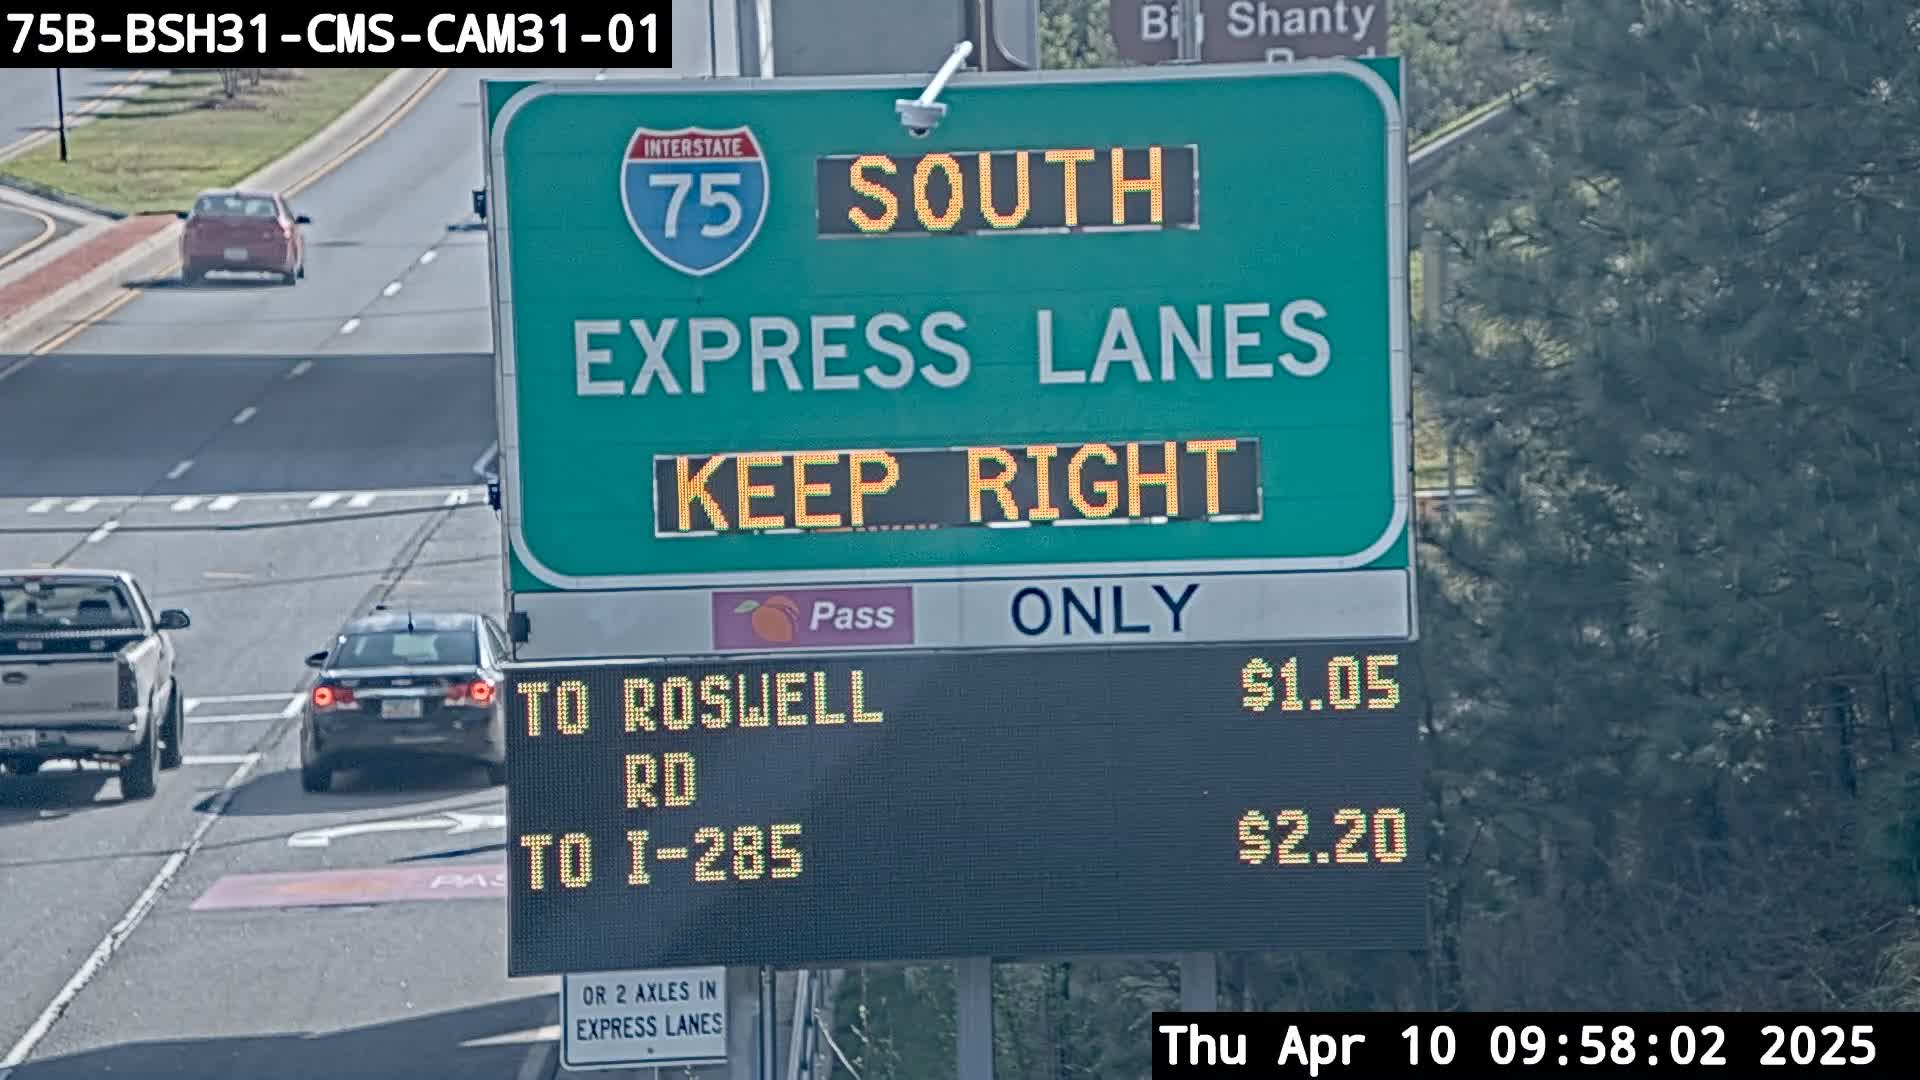 75B-BSH31-CMS-CAM31-01
Big Shanty
Road
INTERSTATE
75
SOUTH
EXPRESS LANES
KEEP RIGHT
Pass
ONLY
TO ROSWELL $1.05
RD
TO I-285 $2.20
PAS
OR 2 AXLES IN
EXPRESS LANES
Thu Apr 10 09:58:02 2025